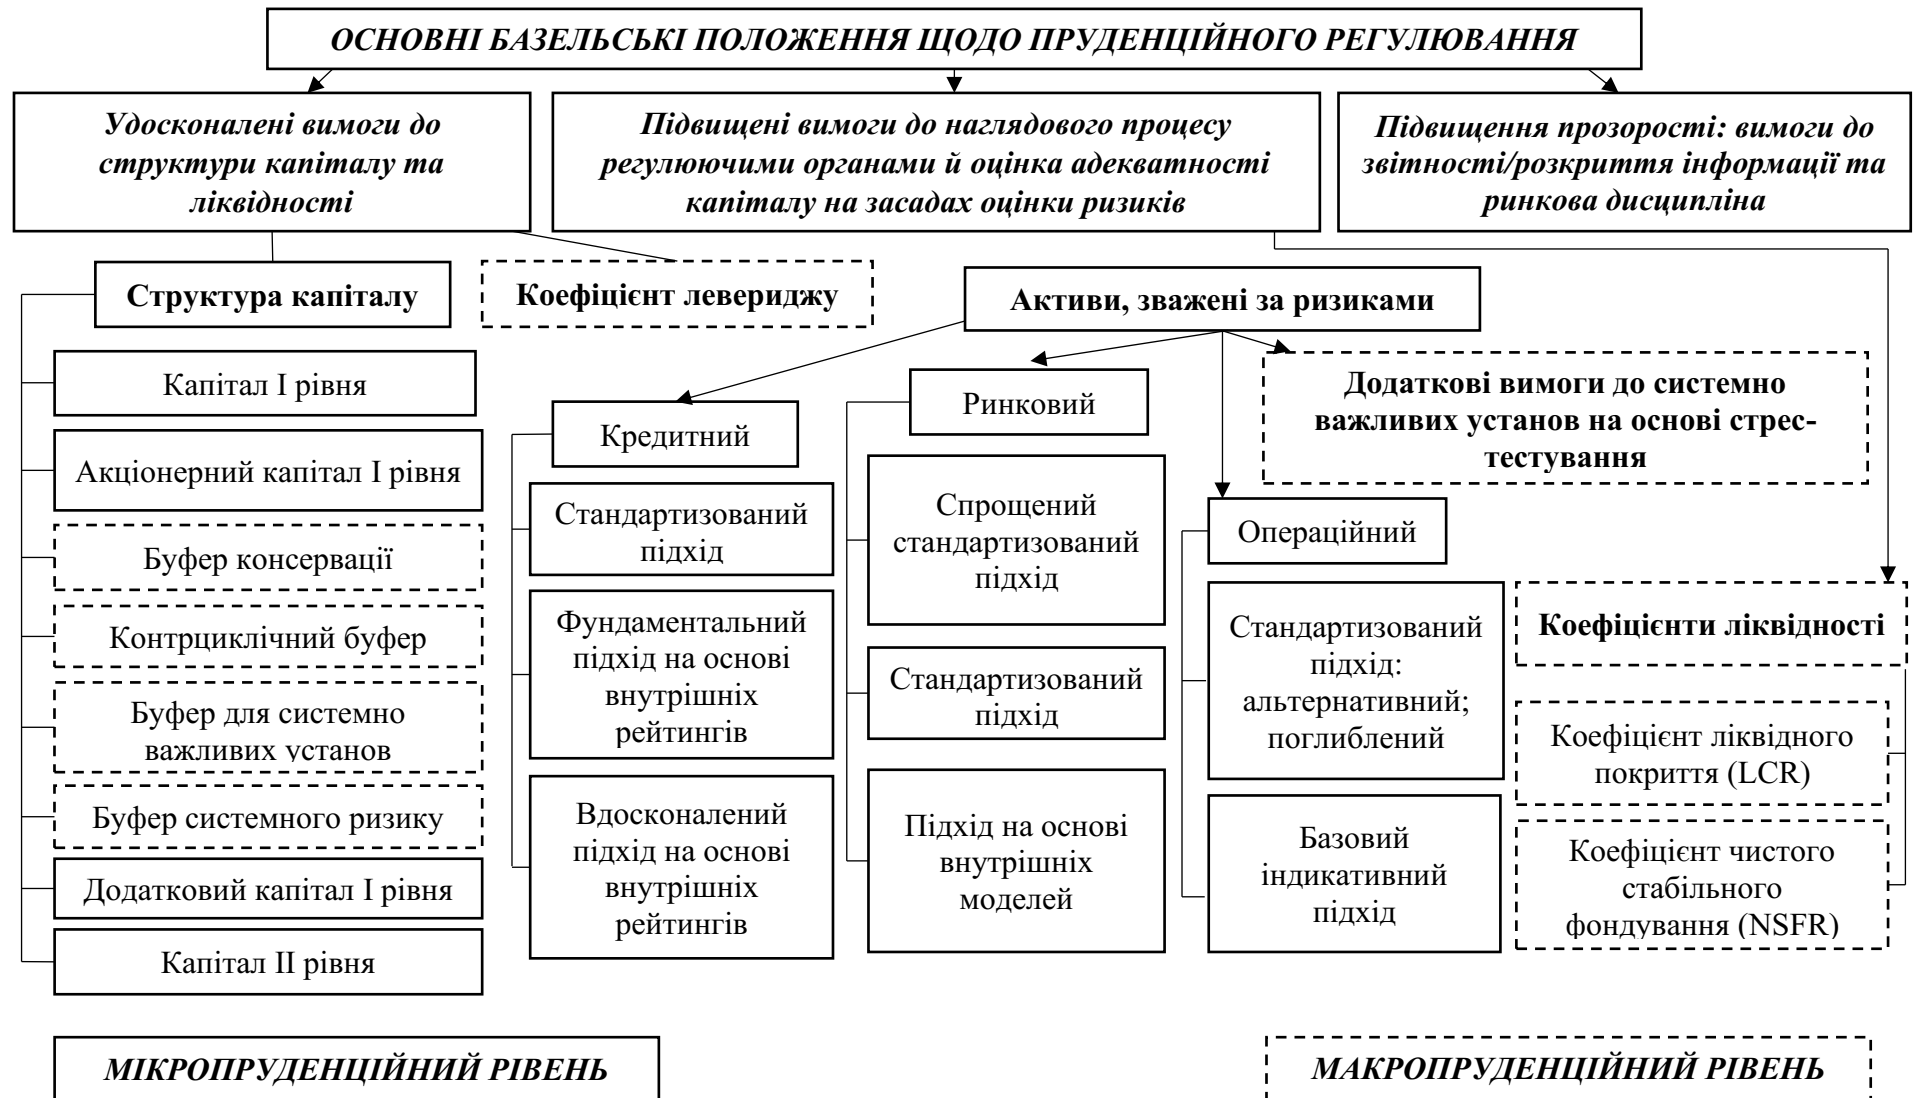 ОСНОВНІ БАЗЕЛЬСЬКІ ПОЛОЖЕННЯ ЩОДО ПРУДЕНЦІЙНОГО РЕГУЛЮВАННЯ
Удосконалені вимоги до
структури капіталу та
ліквідності
Підвищені вимоги до наглядового процесу
регулюючими органами й оцінка адекватності
капіталу на засадах оцінки ризиків
Підвищення прозорості: вимоги до
звітності/розкриття інформації та
ринкова дисципліна
Структура капіталу
Коефіцієнт левериджу
Активи, зважені за ризиками
Капітал І рівня
Акціонерний капітал І рівня
Буфер консервації
Контрциклічний буфер
Буфер для системно
важливих установ
Буфер системного ризику
Додатковий капітал І рівня
Капітал ІІ рівня
Кредитний
Стандартизований
підхід
Фундаментальний
підхід на основі
внутрішніх
рейтингів
Вдосконалений
підхід на основі
внутрішніх
рейтингів
Ринковий
Спрощений
стандартизований
підхід
Стандартизований
підхід
Підхід на основі
внутрішніх
моделей
Додаткові вимоги до системно
важливих установ на основі стрес-
тестування
Операційний
Стандартизований
підхід:
альтернативний;
поглиблений
Базовий
індикативний
підхід
Коефіцієнти ліквідності
Коефіцієнт ліквідного
покриття (LCR)
Коефіцієнт чистого
стабільного
фондування (NSFR)
МІКРОПРУДЕНЦІЙНИЙ РІВЕНЬ
МАКРОПРУДЕНЦІЙНИЙ РІВЕНЬ